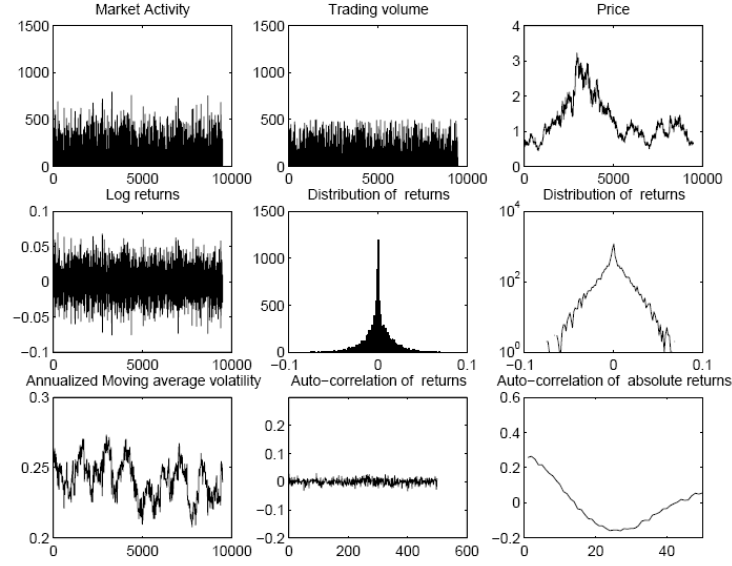 Market Activity Trading volume Price
1500 1500 4
1000 1000 3
2
500 500 1
0 0 0
0 5000 10000 0 5000 10000 0 5000 10000
Log returns Distribution of returns Distribution of returns
0.1 1500 10^4
0.05 1000
0 10^2
−0.05 500
−0.1 0 10^0
0 5000 10000 −0.1 0 0.1 −0.1 0 0.1
Annualized Moving average volatility Auto−correlation of returns Auto−correlation of absolute returns
0.3 0.6
0.2 0.4
0.25 0.1 0.2
0 0
−0.1
0.2 −0.2 0.2
0 5000 10000 0 200 400 600 0 20 40